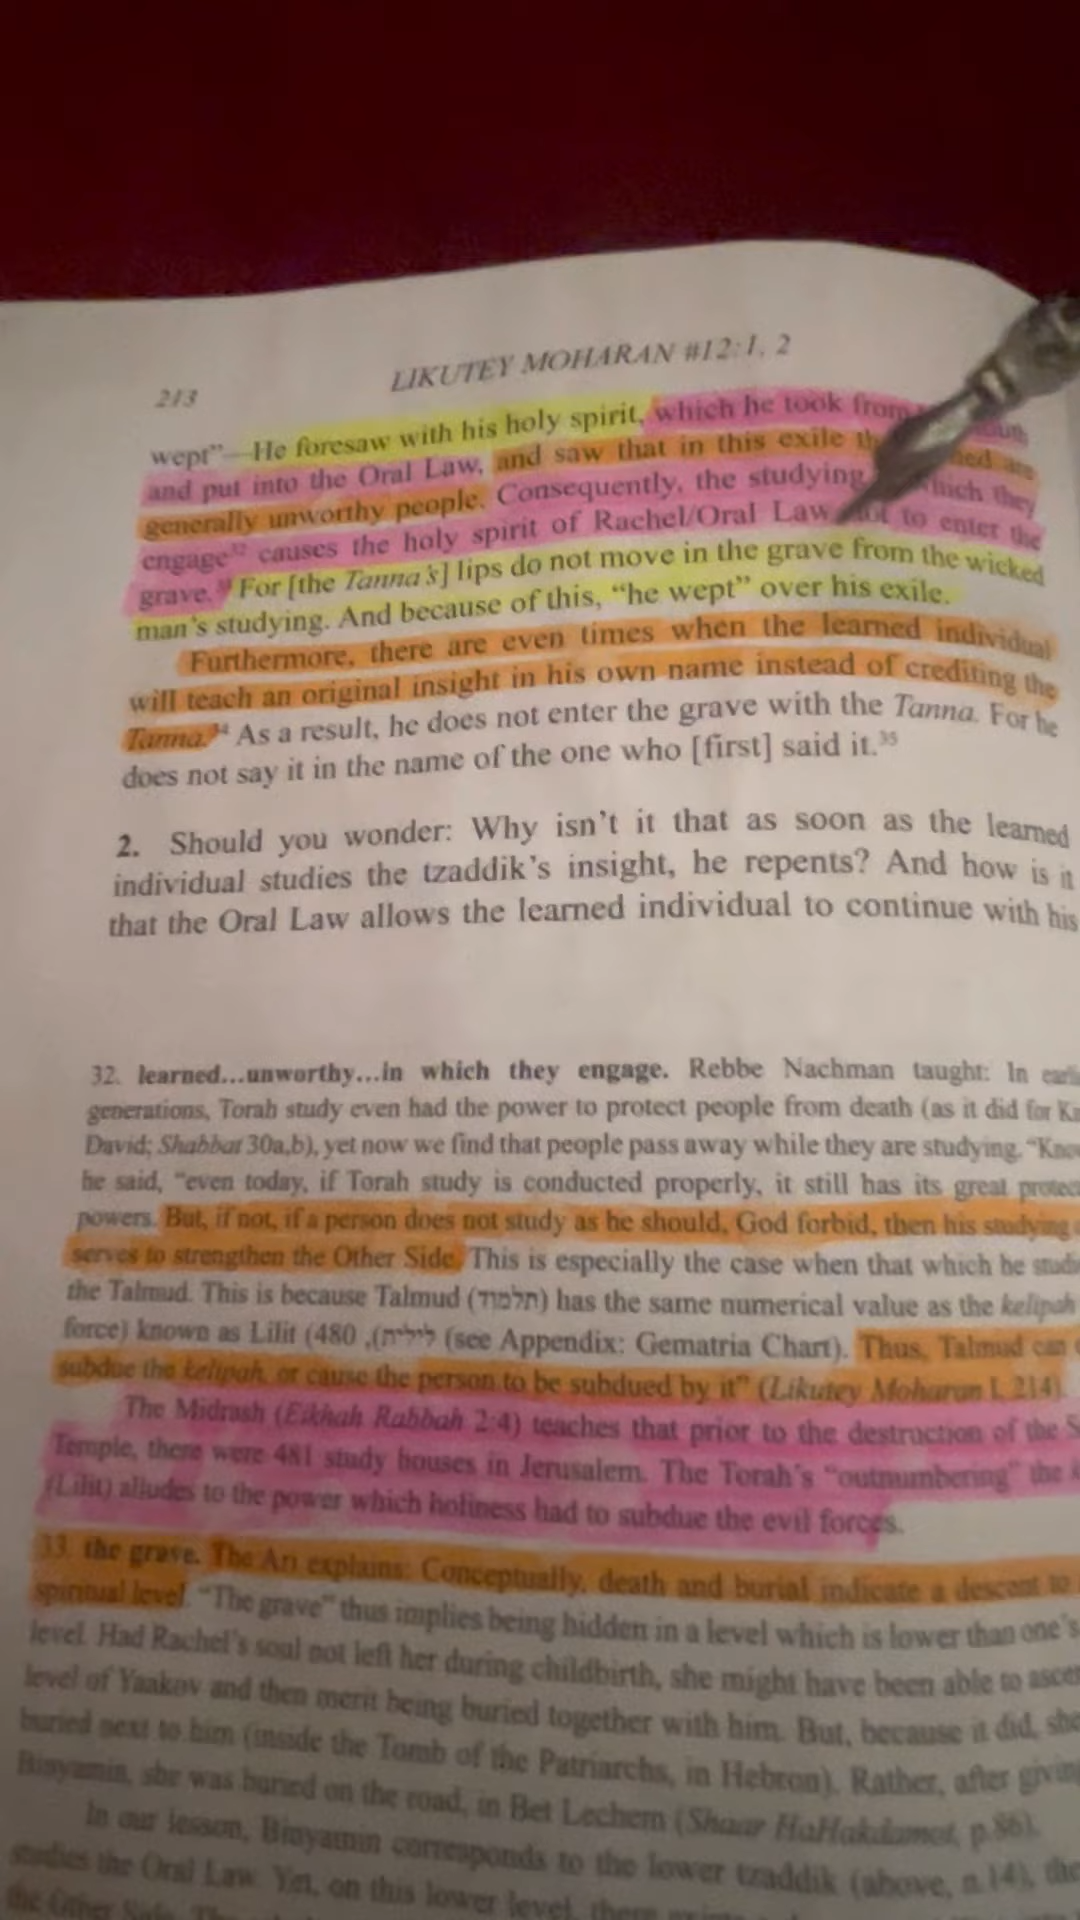 213
LIKUTEY MOHARAN #12:1, 2
wept”—He foresaw with his holy spirit, which he took from
and put into the Oral Law, and saw that in this exile
generally unworthy people. Consequently, the studying which they
engage³² causes the holy spirit of Rachel/Oral Law to enter the
grave.³³ For [the Tanna’s] lips do not move in the grave from the wicked
man’s studying. And because of this, “he wept” over his exile.
Furthermore, there are even times when the learned individual
will teach an original insight in his own name instead of crediting the
Tanna.³⁴ As a result, he does not enter the grave with the Tanna. For he
does not say it in the name of the one who [first] said it.³⁵
2. Should you wonder: Why isn’t it that as soon as the learned
individual studies the tzaddik’s insight, he repents? And how is it
that the Oral Law allows the learned individual to continue with his
32. learned...unworthy...in which they engage. Rebbe Nachman taught: In
generations, Torah study even had the power to protect people from death (as it did for
David; Shabbat 30a,b), yet now we find that people pass away while they are studying.
he said, “even today, if Torah study is conducted properly, it still has its great
powers. But, if not, if a person does not study as he should, God forbid, then his studying
serves to strengthen the Other Side. This is especially the case when that which he
the Talmud. This is because Talmud (תלמוד) has the same numerical value as the kelipah
force) known as Lilit (480 ,לילית) (see Appendix: Gematria Chart). Thus, Talmud can
subdue the kelipah, or cause the person to be subdued by it” (Likutey Moharan I, 214).
The Midrash (Eikhah Rabbah 2:4) teaches that prior to the destruction of the
Temple, there were 481 study houses in Jerusalem. The Torah’s “outnumbering” the
(Lilit) alludes to the power which holiness had to subdue the evil forces.
33. the grave. The Ari explains: Conceptually, death and burial indicate a descent to
spiritual level. “The grave” thus implies being hidden in a level which is lower than one’s
level. Had Rachel’s soul not left her during childbirth, she might have been able to
level of Yaakov and then merit being buried together with him. But, because it did, she
buried next to him (inside the Tomb of the Patriarchs, in Hebron). Rather, after
Binyamin, she was buried on the road, in Bet Lechem (Shaar HaHakdamot, p.86).
In our lesson, Binyamin corresponds to the lower tzaddik (above, n.14), the
studies the Oral Law. Yet, on this lower level, there
the Other Side.